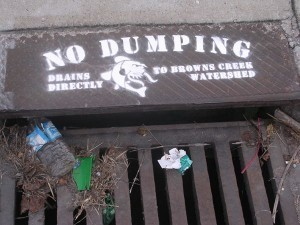 NO DUMPING
DRAINS TO BROWNS CREEK
DIRECTLY WATERSHED